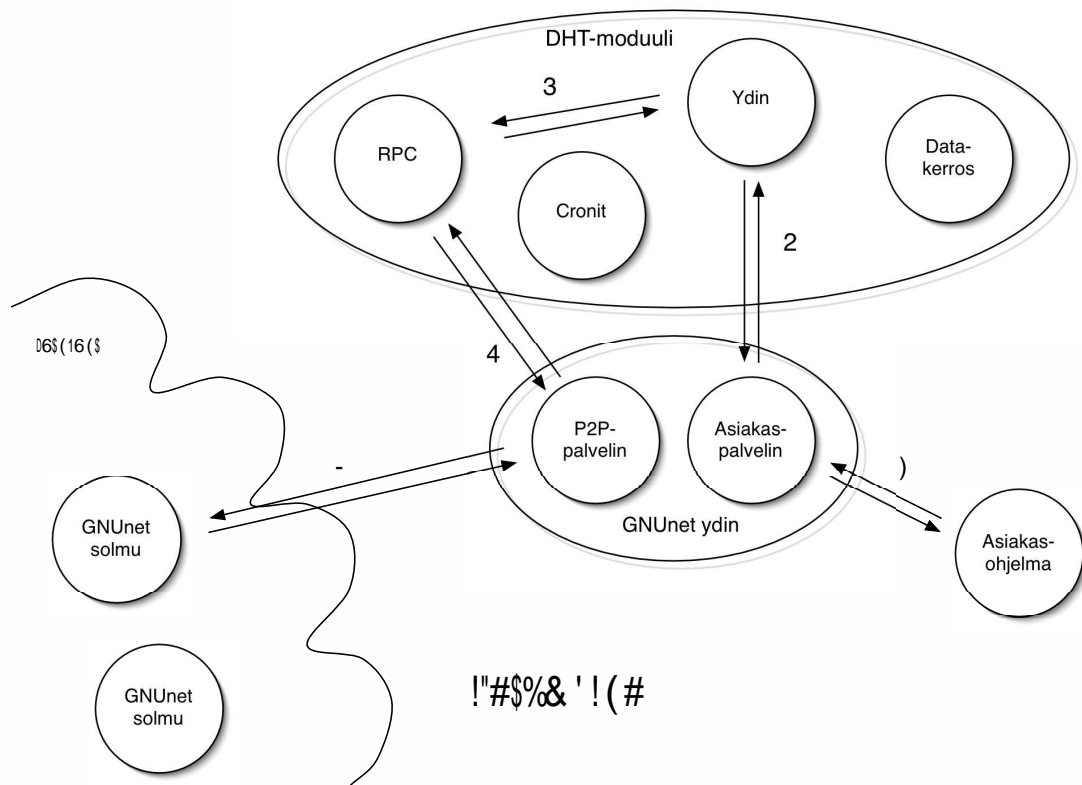 DHT-moduuli
3
Ydin
RPC
Data-
kerros
Cronit
2
4
P2P-
palvelin
Asiakas-
palvelin
-
)
GNUnet ydin
GNUnet
solmu
Asiakas-
ohjelma
GNUnet
solmu
!"#$%& ' ! ( #